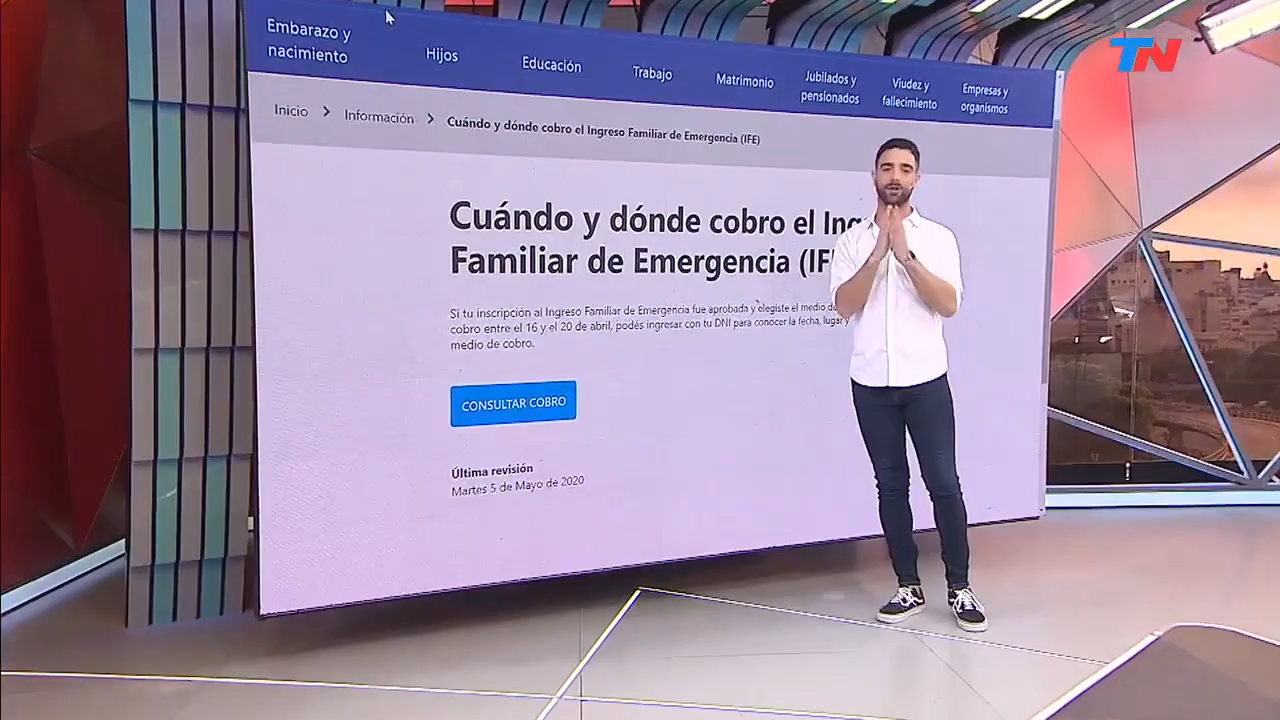 TN
Embarazo y
nacimiento
Hijos
Educación
Trabajo
Matrimonio
Jubilados y
pensionados
Viudez y
fallecimiento
Empresas y
organismos
Inicio > Información > Cuándo y dónde cobro el Ingreso Familiar de Emergencia (IFE)
Cuándo y dónde cobro el
Familiar de Emergencia
Si tu inscripción al Ingreso Familiar de Emergencia fue aprobada y elegiste el medio de
cobro entre el 16 y el 20 de abril, podés ingresar con tu DNI para conocer la fecha, lugar y
medio de cobro.
CONSULTAR COBRO
Última revisión
Martes 5 de Mayo de 2020